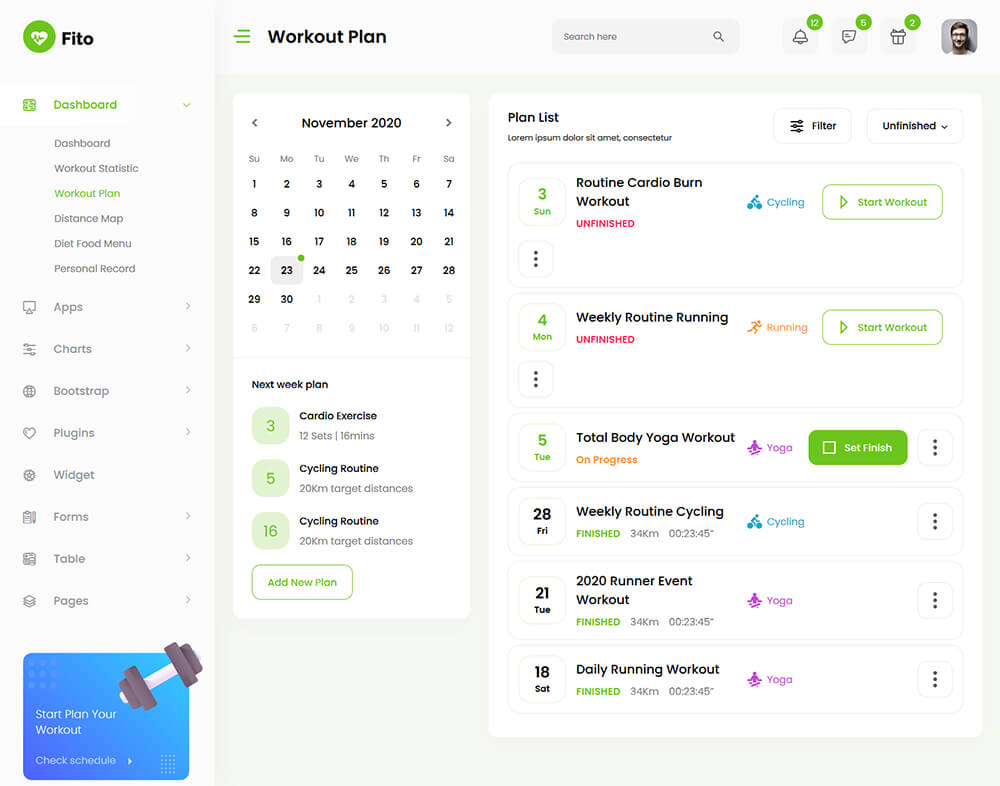 Fito
Workout Plan
Search here
12
5
2
Dashboard
Dashboard
Workout Statistic
Workout Plan
Distance Map
Diet Food Menu
Personal Record
Apps
Charts
Bootstrap
Plugins
Widget
Forms
Table
Pages
Start Plan Your
Workout
Check schedule
November 2020
Su Mo Tu We Th Fr Sa
1 2 3 4 5 6 7
8 9 10 11 12 13 14
15 16 17 18 19 20 21
22 23 24 25 26 27 28
29 30 1 2 3 4 5
6 7 8 9 10 11 12
Next week plan
3
Cardio Exercise
12 Sets | 16mins
5
Cycling Routine
20Km target distances
16
Cycling Routine
20Km target distances
Add New Plan
Plan List
Lorem ipsum dolor sit amet, consectetur
Filter
Unfinished
3
Sun
Routine Cardio Burn
Workout
UNFINISHED
Cycling
Start Workout
4
Mon
Weekly Routine Running
UNFINISHED
Running
Start Workout
5
Tue
Total Body Yoga Workout
On Progress
Yoga
Set Finish
28
Fri
Weekly Routine Cycling
FINISHED 34Km 00:23:45"
Cycling
21
Tue
2020 Runner Event
Workout
FINISHED 34Km 00:23:45"
Yoga
18
Sat
Daily Running Workout
FINISHED 34Km 00:23:45"
Yoga